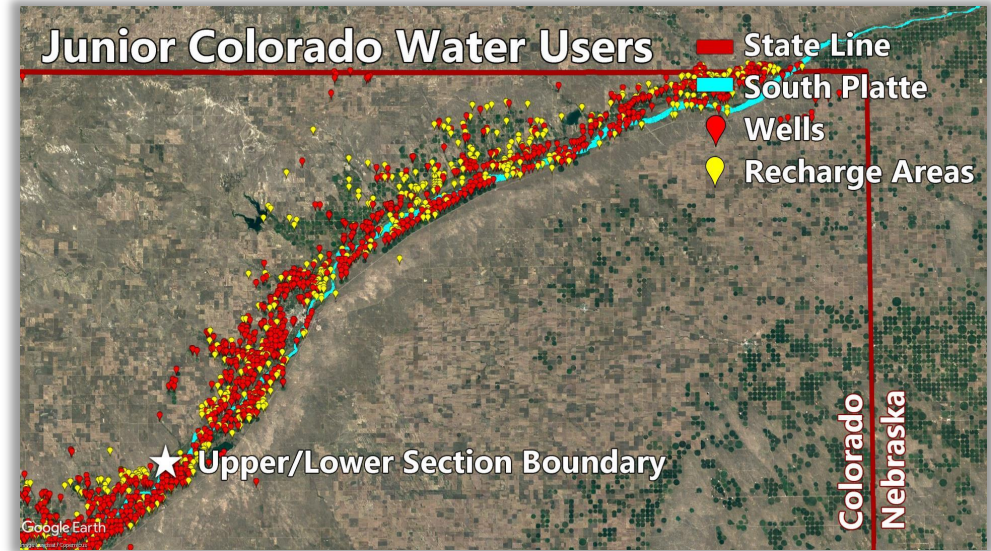 Junior Colorado Water Users
State Line
South Platte
Wells
Recharge Areas
Upper/Lower Section Boundary
Colorado
Nebraska
Google Earth